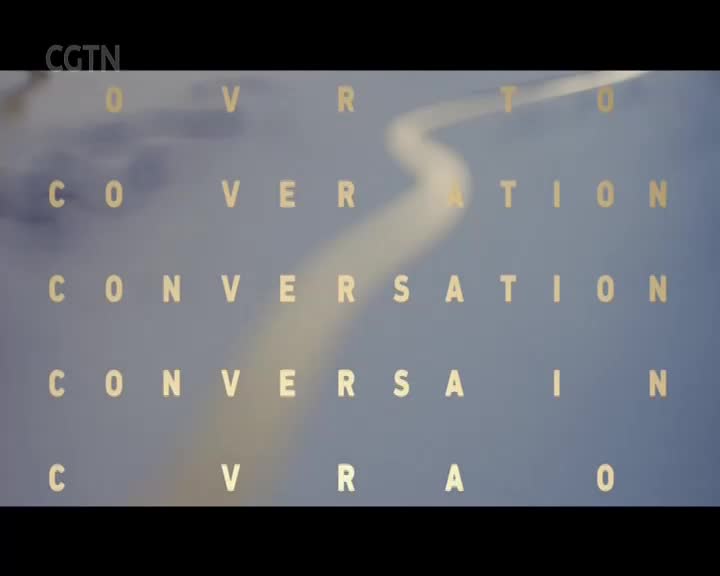 CGTN
O V R T O
C O V E R A T I O N
C O N V E R S A T I O N
C O N V E R S A I N
C V R A O